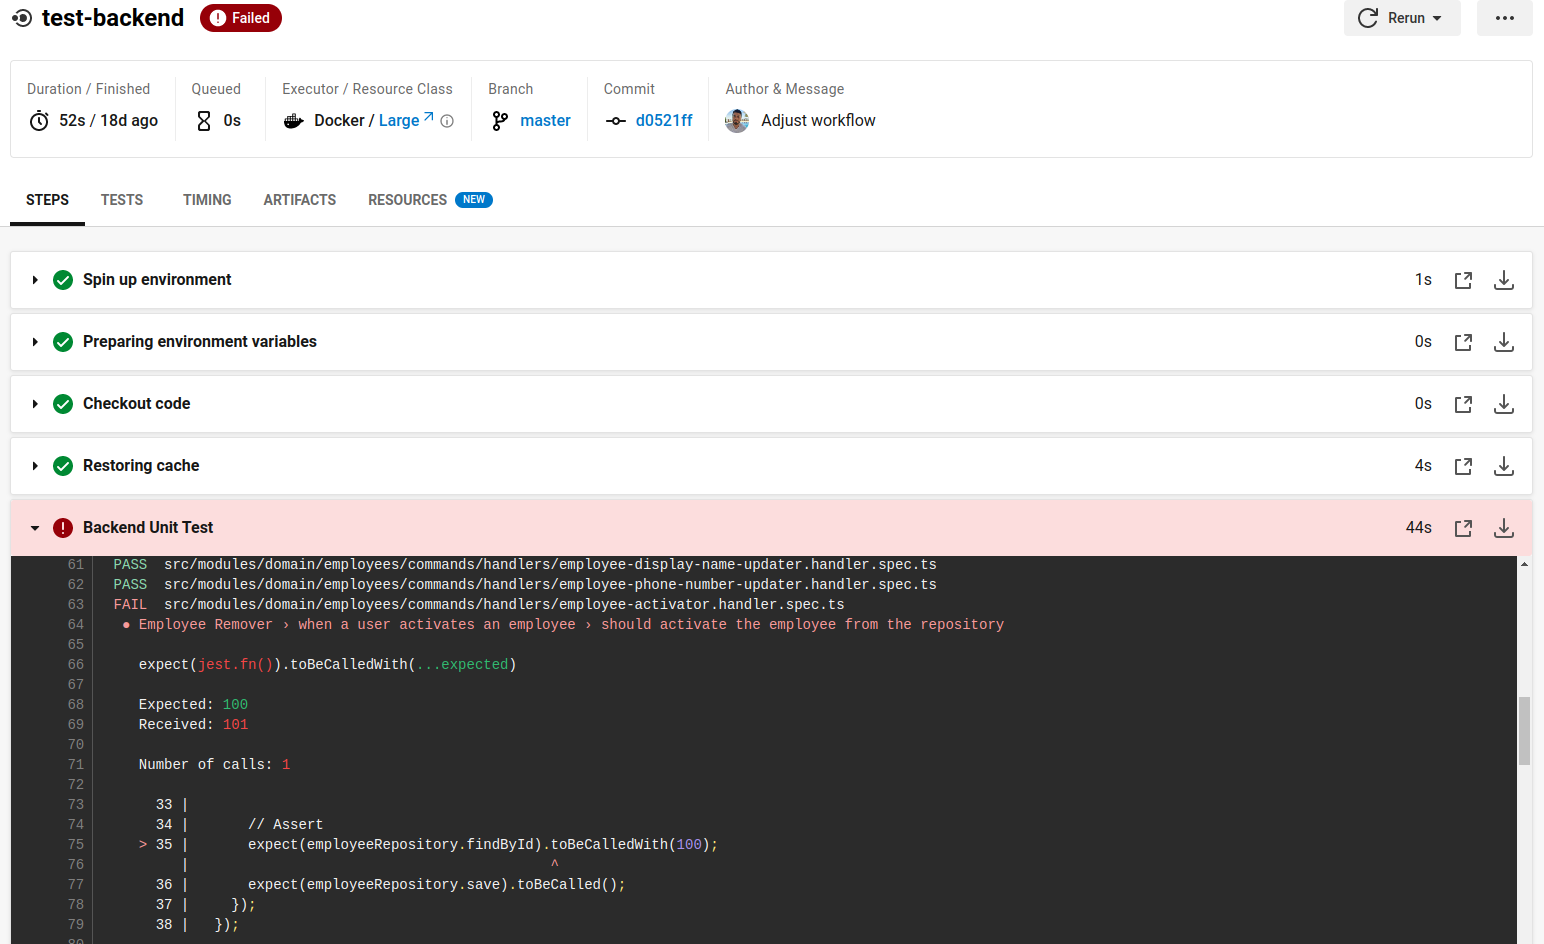 test-backend Failed Rerun
Duration / Finished Queued Executor / Resource Class Branch Commit Author & Message
52s / 18d ago 0s Docker / Large master d0521ff Adjust workflow
STEPS TESTS TIMING ARTIFACTS RESOURCES NEW
Spin up environment 1s
Preparing environment variables 0s
Checkout code 0s
Restoring cache 4s
Backend Unit Test 44s
61 PASS src/modules/domain/employees/commands/handlers/employee-display-name-updater.handler.spec.ts
62 PASS src/modules/domain/employees/commands/handlers/employee-phone-number-updater.handler.spec.ts
63 FAIL src/modules/domain/employees/commands/handlers/employee-activator.handler.spec.ts
64 ● Employee Remover › when a user activates an employee › should activate the employee from the repository
65
66 expect(jest.fn()).toBeCalledWith(...expected)
67
68 Expected: 100
69 Received: 101
70
71 Number of calls: 1
72
73 33 |
74 34 | // Assert
75 > 35 | expect(employeeRepository.findById).toBeCalledWith(100);
76 | ^
77 36 | expect(employeeRepository.save).toBeCalled();
78 37 | });
79 38 | });
80